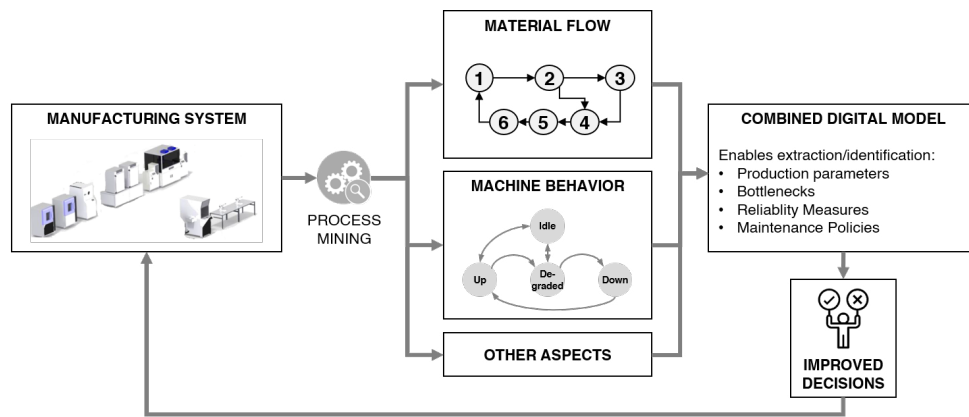 MANUFACTURING SYSTEM
PROCESS
MINING
MATERIAL FLOW
1
2
3
6
5
4
MACHINE BEHAVIOR
Idle
Up
De-
graded
Down
OTHER ASPECTS
COMBINED DIGITAL MODEL
Enables extraction/identification:
• Production parameters
• Bottlenecks
• Reliablity Measures
• Maintenance Policies
IMPROVED
DECISIONS